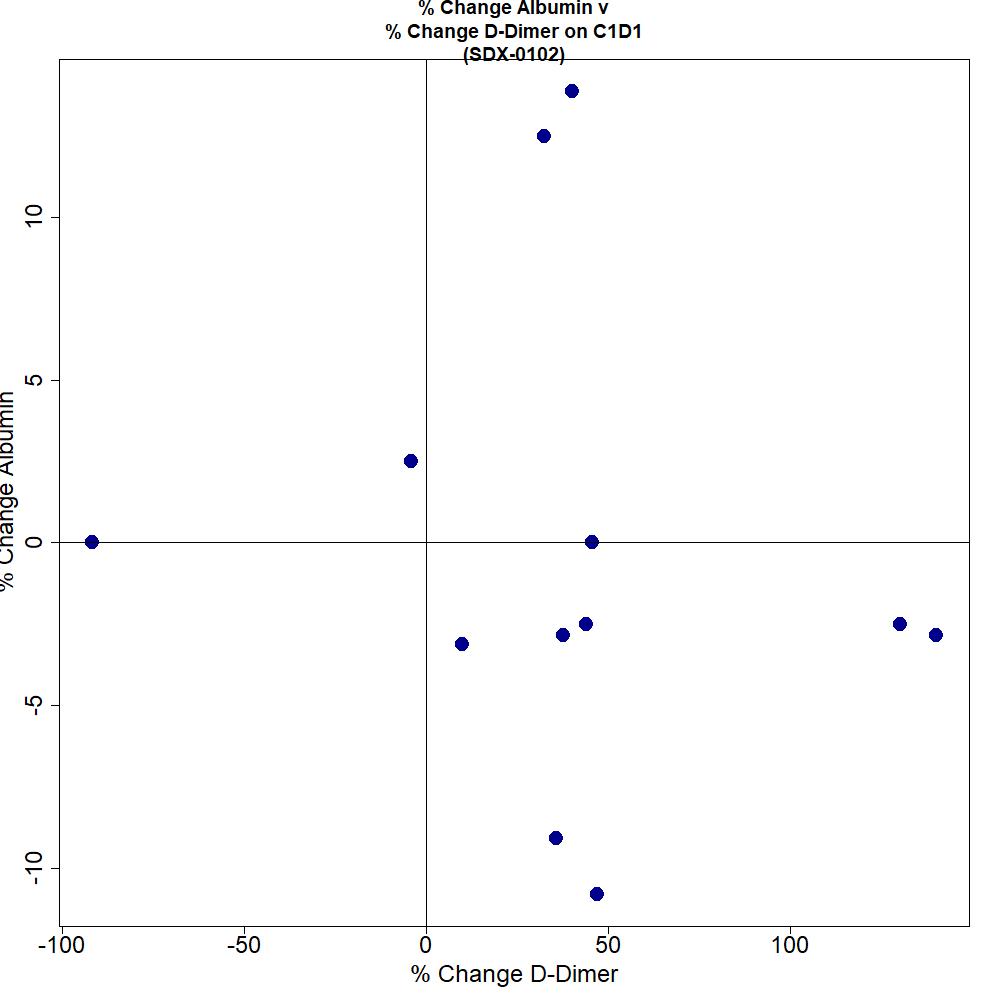 % Change Albumin v
% Change D-Dimer on C1D1
(SDX-0102)
10
5
0
-5
-10
% Change Albumin
-100
-50
0
50
100
% Change D-Dimer